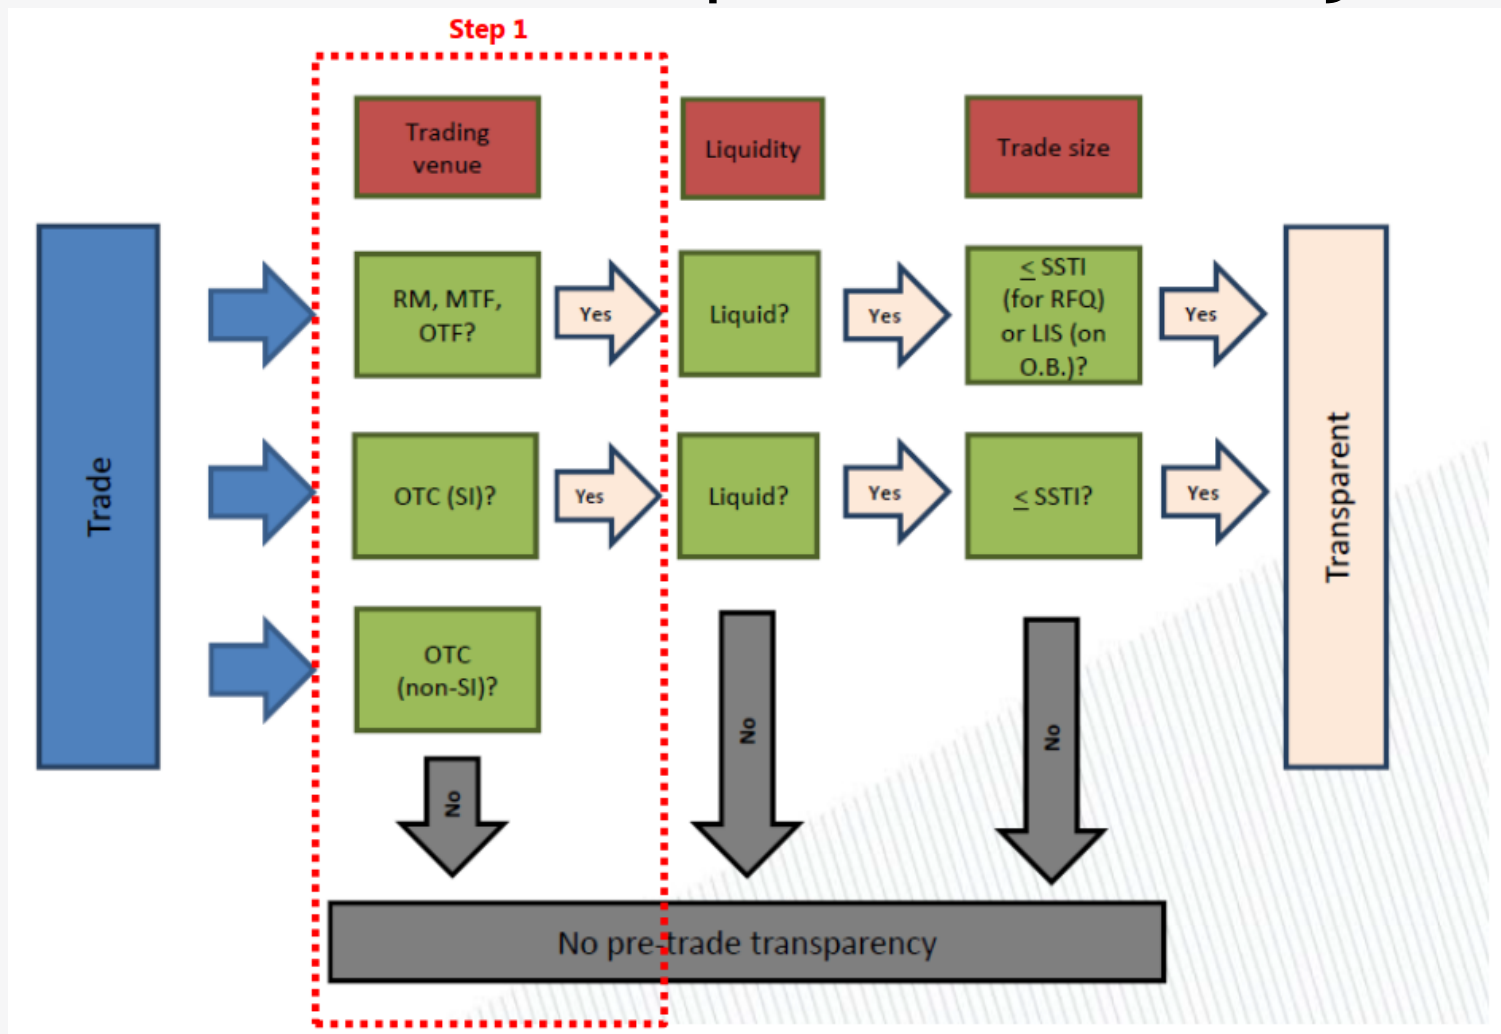 Step 1
Trading
venue
Liquidity
Trade size
Trade
RM, MTF,
OTF?
Yes
Liquid?
Yes
≤ SSTI
(for RFQ)
or LIS (on
O.B.)?
Yes
Transparent
OTC (SI)?
Yes
Liquid?
Yes
≤ SSTI?
Yes
OTC
(non-SI)?
No
No
No
No pre-trade transparency